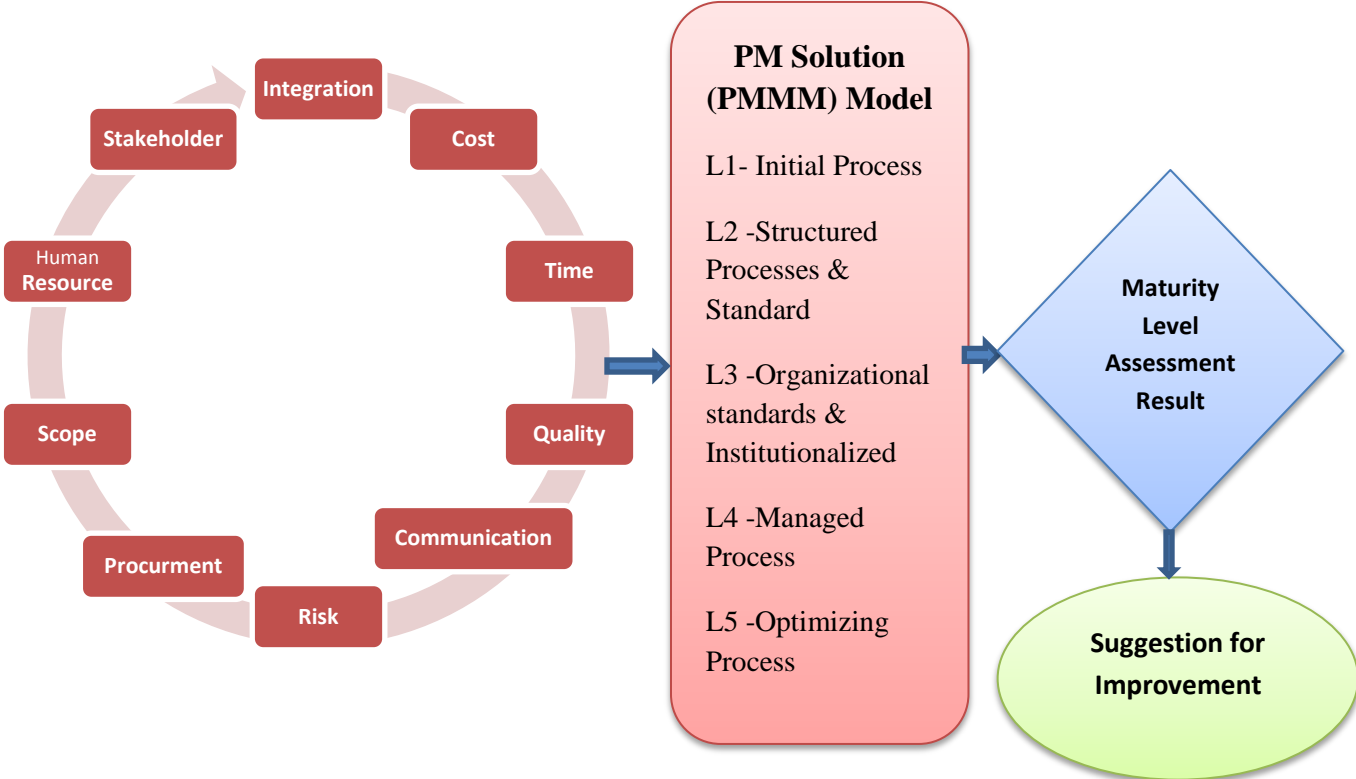 Integration
Cost
Time
Quality
Communication
Risk
Procurment
Scope
Human
Resource
Stakeholder
PM Solution
(PMMM) Model
L1- Initial Process
L2 -Structured
Processes &
Standard
L3 -Organizational
standards &
Institutionalized
L4 -Managed
Process
L5 -Optimizing
Process
Maturity
Level
Assessment
Result
Suggestion for
Improvement